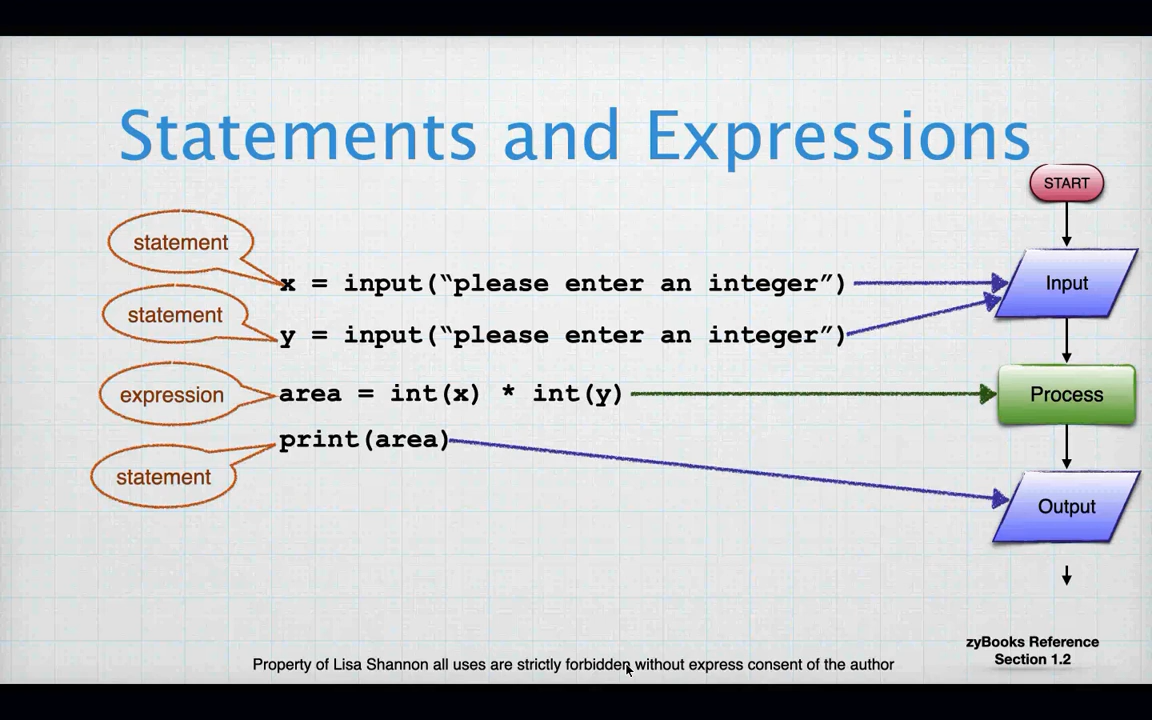 Statements and Expressions
START
statement
x = input(“please enter an integer”)
Input
statement
y = input(“please enter an integer”)
expression
area = int(x) * int(y)
Process
print(area)
statement
Output
zyBooks Reference
Section 1.2
Property of Lisa Shannon all uses are strictly forbidden without express consent of the author